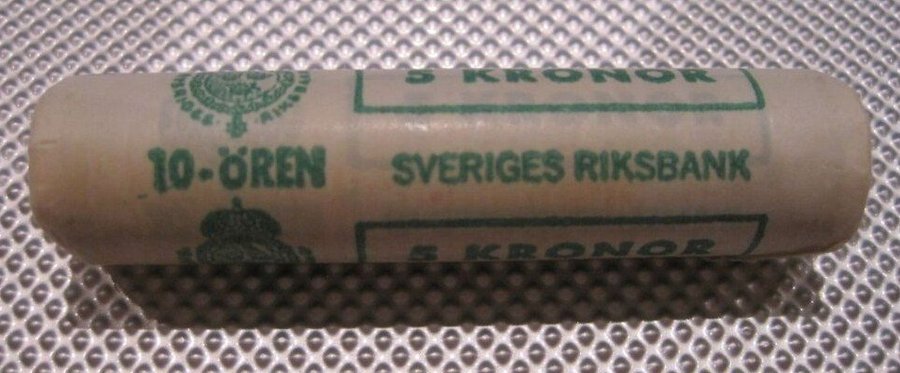 5 KRONOR
10-ÖREN SVERIGES RIKSBANK
5 KRONOR